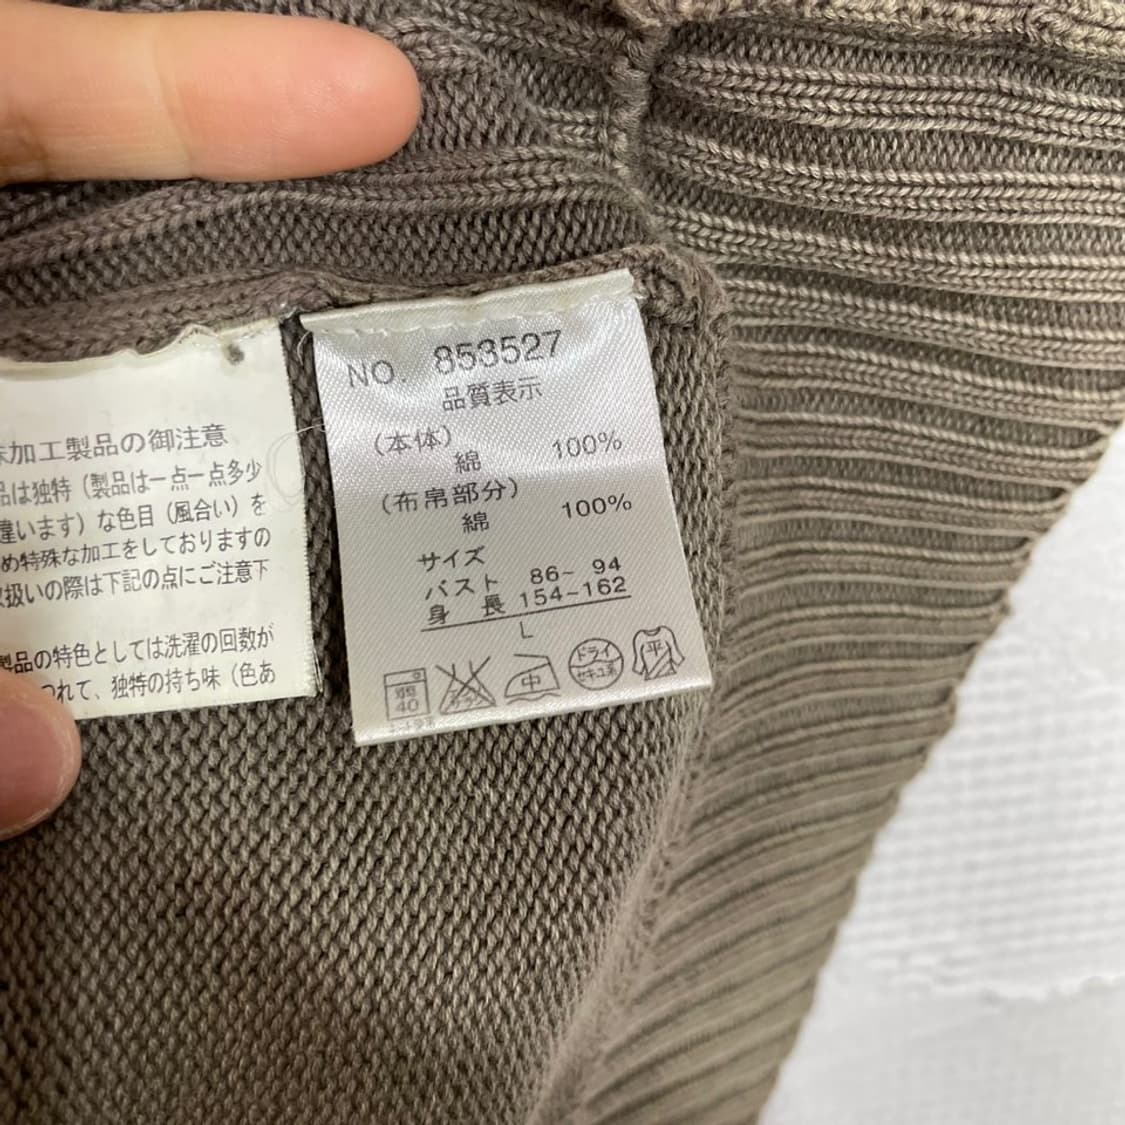 加工製品の御注意
品は独特（製品は一点一点多少
違います）な色目（風合い）を
め特殊な加工をしておりますの
扱いの際は下記の点にご注意下
製品の特色としては洗濯の回数が
つれて、独特の持ち味（色あ
NO. 853527
品質表示
（本体）
綿 100%
（布帛部分）
綿 100%
サイズ
バスト 86~ 94
身 長 154~162
L
40
中
ドライ
セキユ系
平